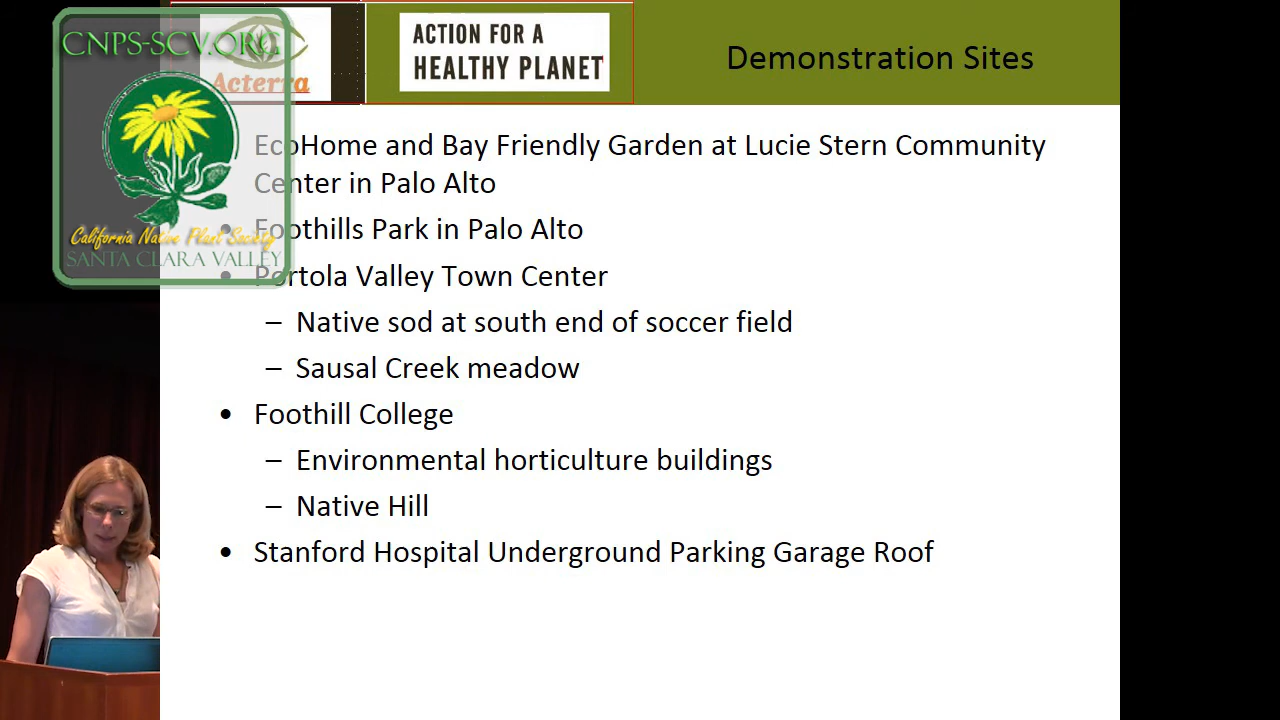 CNPS-SCV.ORG
Acterra
ACTION FOR A
HEALTHY PLANET
Demonstration Sites
EcoHome and Bay Friendly Garden at Lucie Stern Community
Center in Palo Alto
• Foothills Park in Palo Alto
• Portola Valley Town Center
– Native sod at south end of soccer field
– Sausal Creek meadow
• Foothill College
– Environmental horticulture buildings
– Native Hill
• Stanford Hospital Underground Parking Garage Roof
California Native Plant Society
SANTA CLARA VALLEY